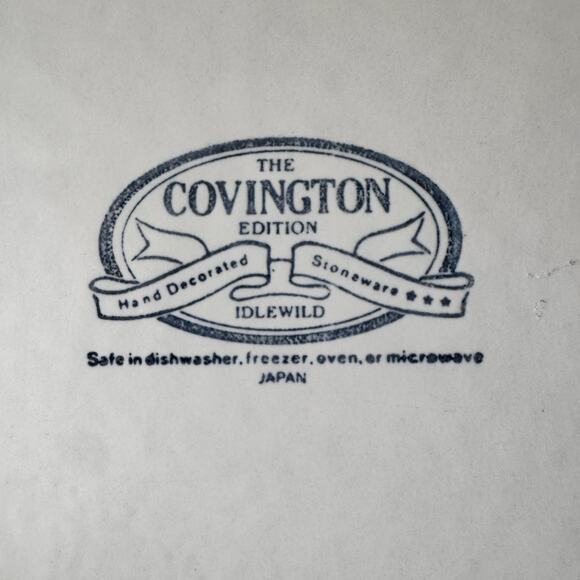 THE
COVINGTON
EDITION
Hand Decorated Stoneware ★★★
IDLEWILD
Safe in dishwasher, freezer, oven, or microwave
JAPAN